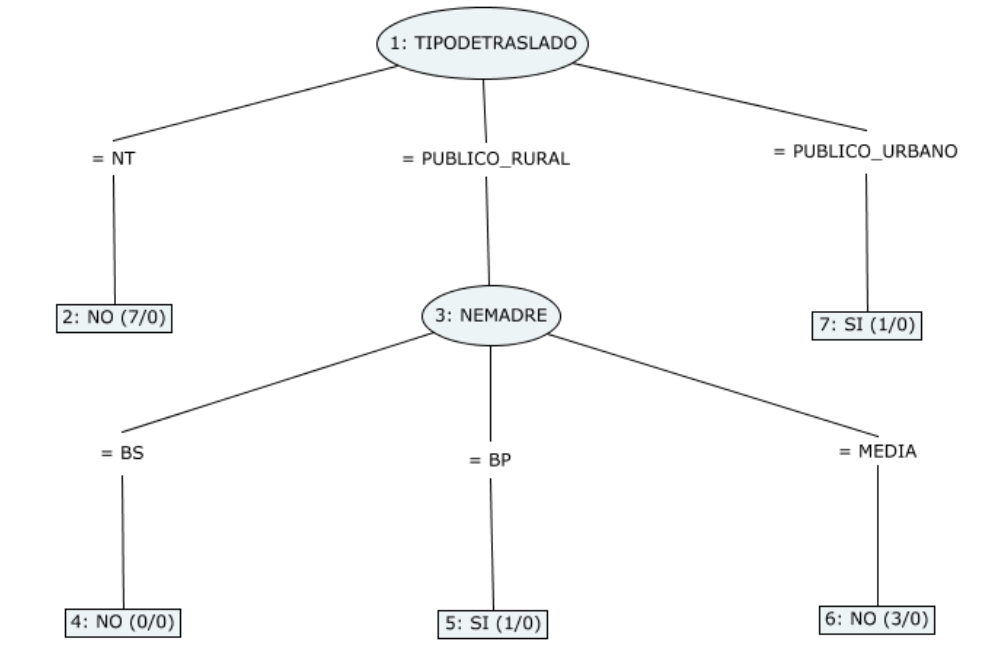 1: TIPODETRASLADO
= NT
= PUBLICO_RURAL
= PUBLICO_URBANO
2: NO (7/0)
3: NEMADRE
7: SI (1/0)
= BS
= BP
= MEDIA
4: NO (0/0)
5: SI (1/0)
6: NO (3/0)